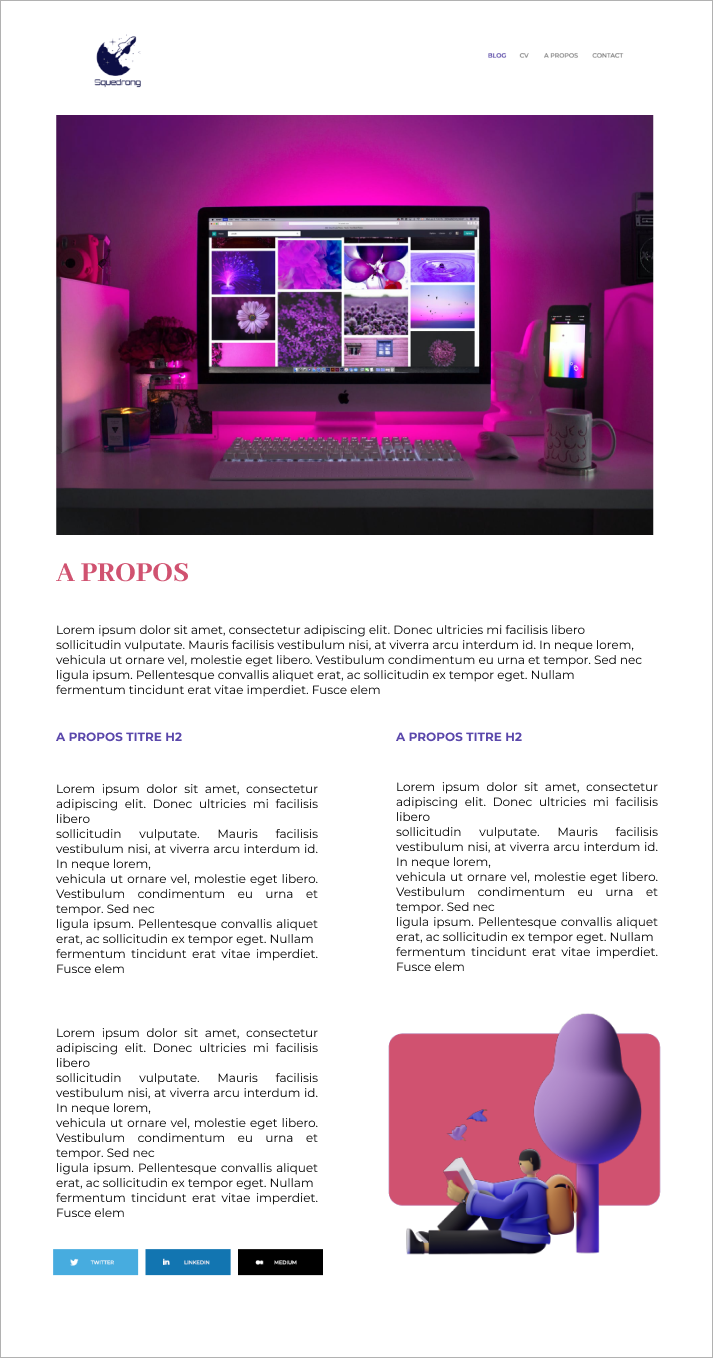 Squedrong
BLOG CV A PROPOS CONTACT
A PROPOS
Lorem ipsum dolor sit amet, consectetur adipiscing elit. Donec ultricies mi facilisis libero
sollicitudin vulputate. Mauris facilisis vestibulum nisi, at viverra arcu interdum id. In neque lorem,
vehicula ut ornare vel, molestie eget libero. Vestibulum condimentum eu urna et tempor. Sed nec
ligula ipsum. Pellentesque convallis aliquet erat, ac sollicitudin ex tempor eget. Nullam
fermentum tincidunt erat vitae imperdiet. Fusce elem
A PROPOS TITRE H2
Lorem ipsum dolor sit amet, consectetur
adipiscing elit. Donec ultricies mi facilisis
libero
sollicitudin vulputate. Mauris facilisis
vestibulum nisi, at viverra arcu interdum id.
In neque lorem,
vehicula ut ornare vel, molestie eget libero.
Vestibulum condimentum eu urna et
tempor. Sed nec
ligula ipsum. Pellentesque convallis aliquet
erat, ac sollicitudin ex tempor eget. Nullam
fermentum tincidunt erat vitae imperdiet.
Fusce elem
A PROPOS TITRE H2
Lorem ipsum dolor sit amet, consectetur
adipiscing elit. Donec ultricies mi facilisis
libero
sollicitudin vulputate. Mauris facilisis
vestibulum nisi, at viverra arcu interdum id.
In neque lorem,
vehicula ut ornare vel, molestie eget libero.
Vestibulum condimentum eu urna et
tempor. Sed nec
ligula ipsum. Pellentesque convallis aliquet
erat, ac sollicitudin ex tempor eget. Nullam
fermentum tincidunt erat vitae imperdiet.
Fusce elem
Lorem ipsum dolor sit amet, consectetur
adipiscing elit. Donec ultricies mi facilisis
libero
sollicitudin vulputate. Mauris facilisis
vestibulum nisi, at viverra arcu interdum id.
In neque lorem,
vehicula ut ornare vel, molestie eget libero.
Vestibulum condimentum eu urna et
tempor. Sed nec
ligula ipsum. Pellentesque convallis aliquet
erat, ac sollicitudin ex tempor eget. Nullam
fermentum tincidunt erat vitae imperdiet.
Fusce elem
TWITTER
LINKEDIN
MEDIUM